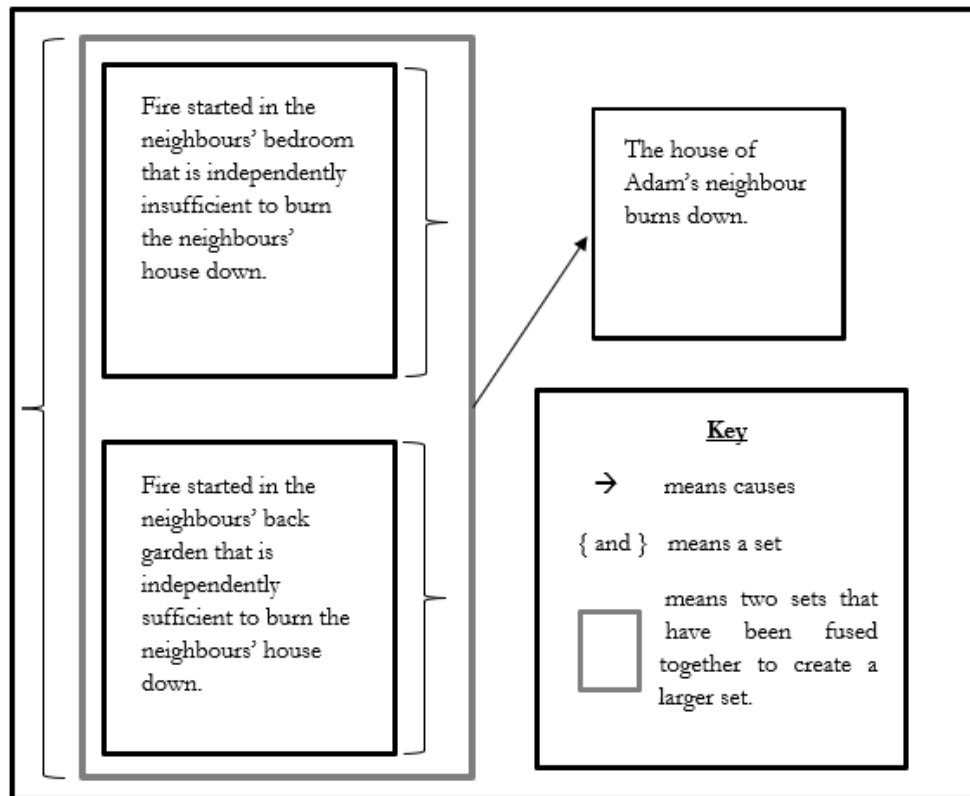 Fire started in the
neighbours’ bedroom
that is independently
insufficient to burn
the neighbours’
house down.
Fire started in the
neighbours’ back
garden that is
independently
sufficient to burn the
neighbours’ house
down.
The house of
Adam’s neighbour
burns down.
Key
→ means causes
{ and } means a set
means two sets that
have been fused
together to create a
larger set.